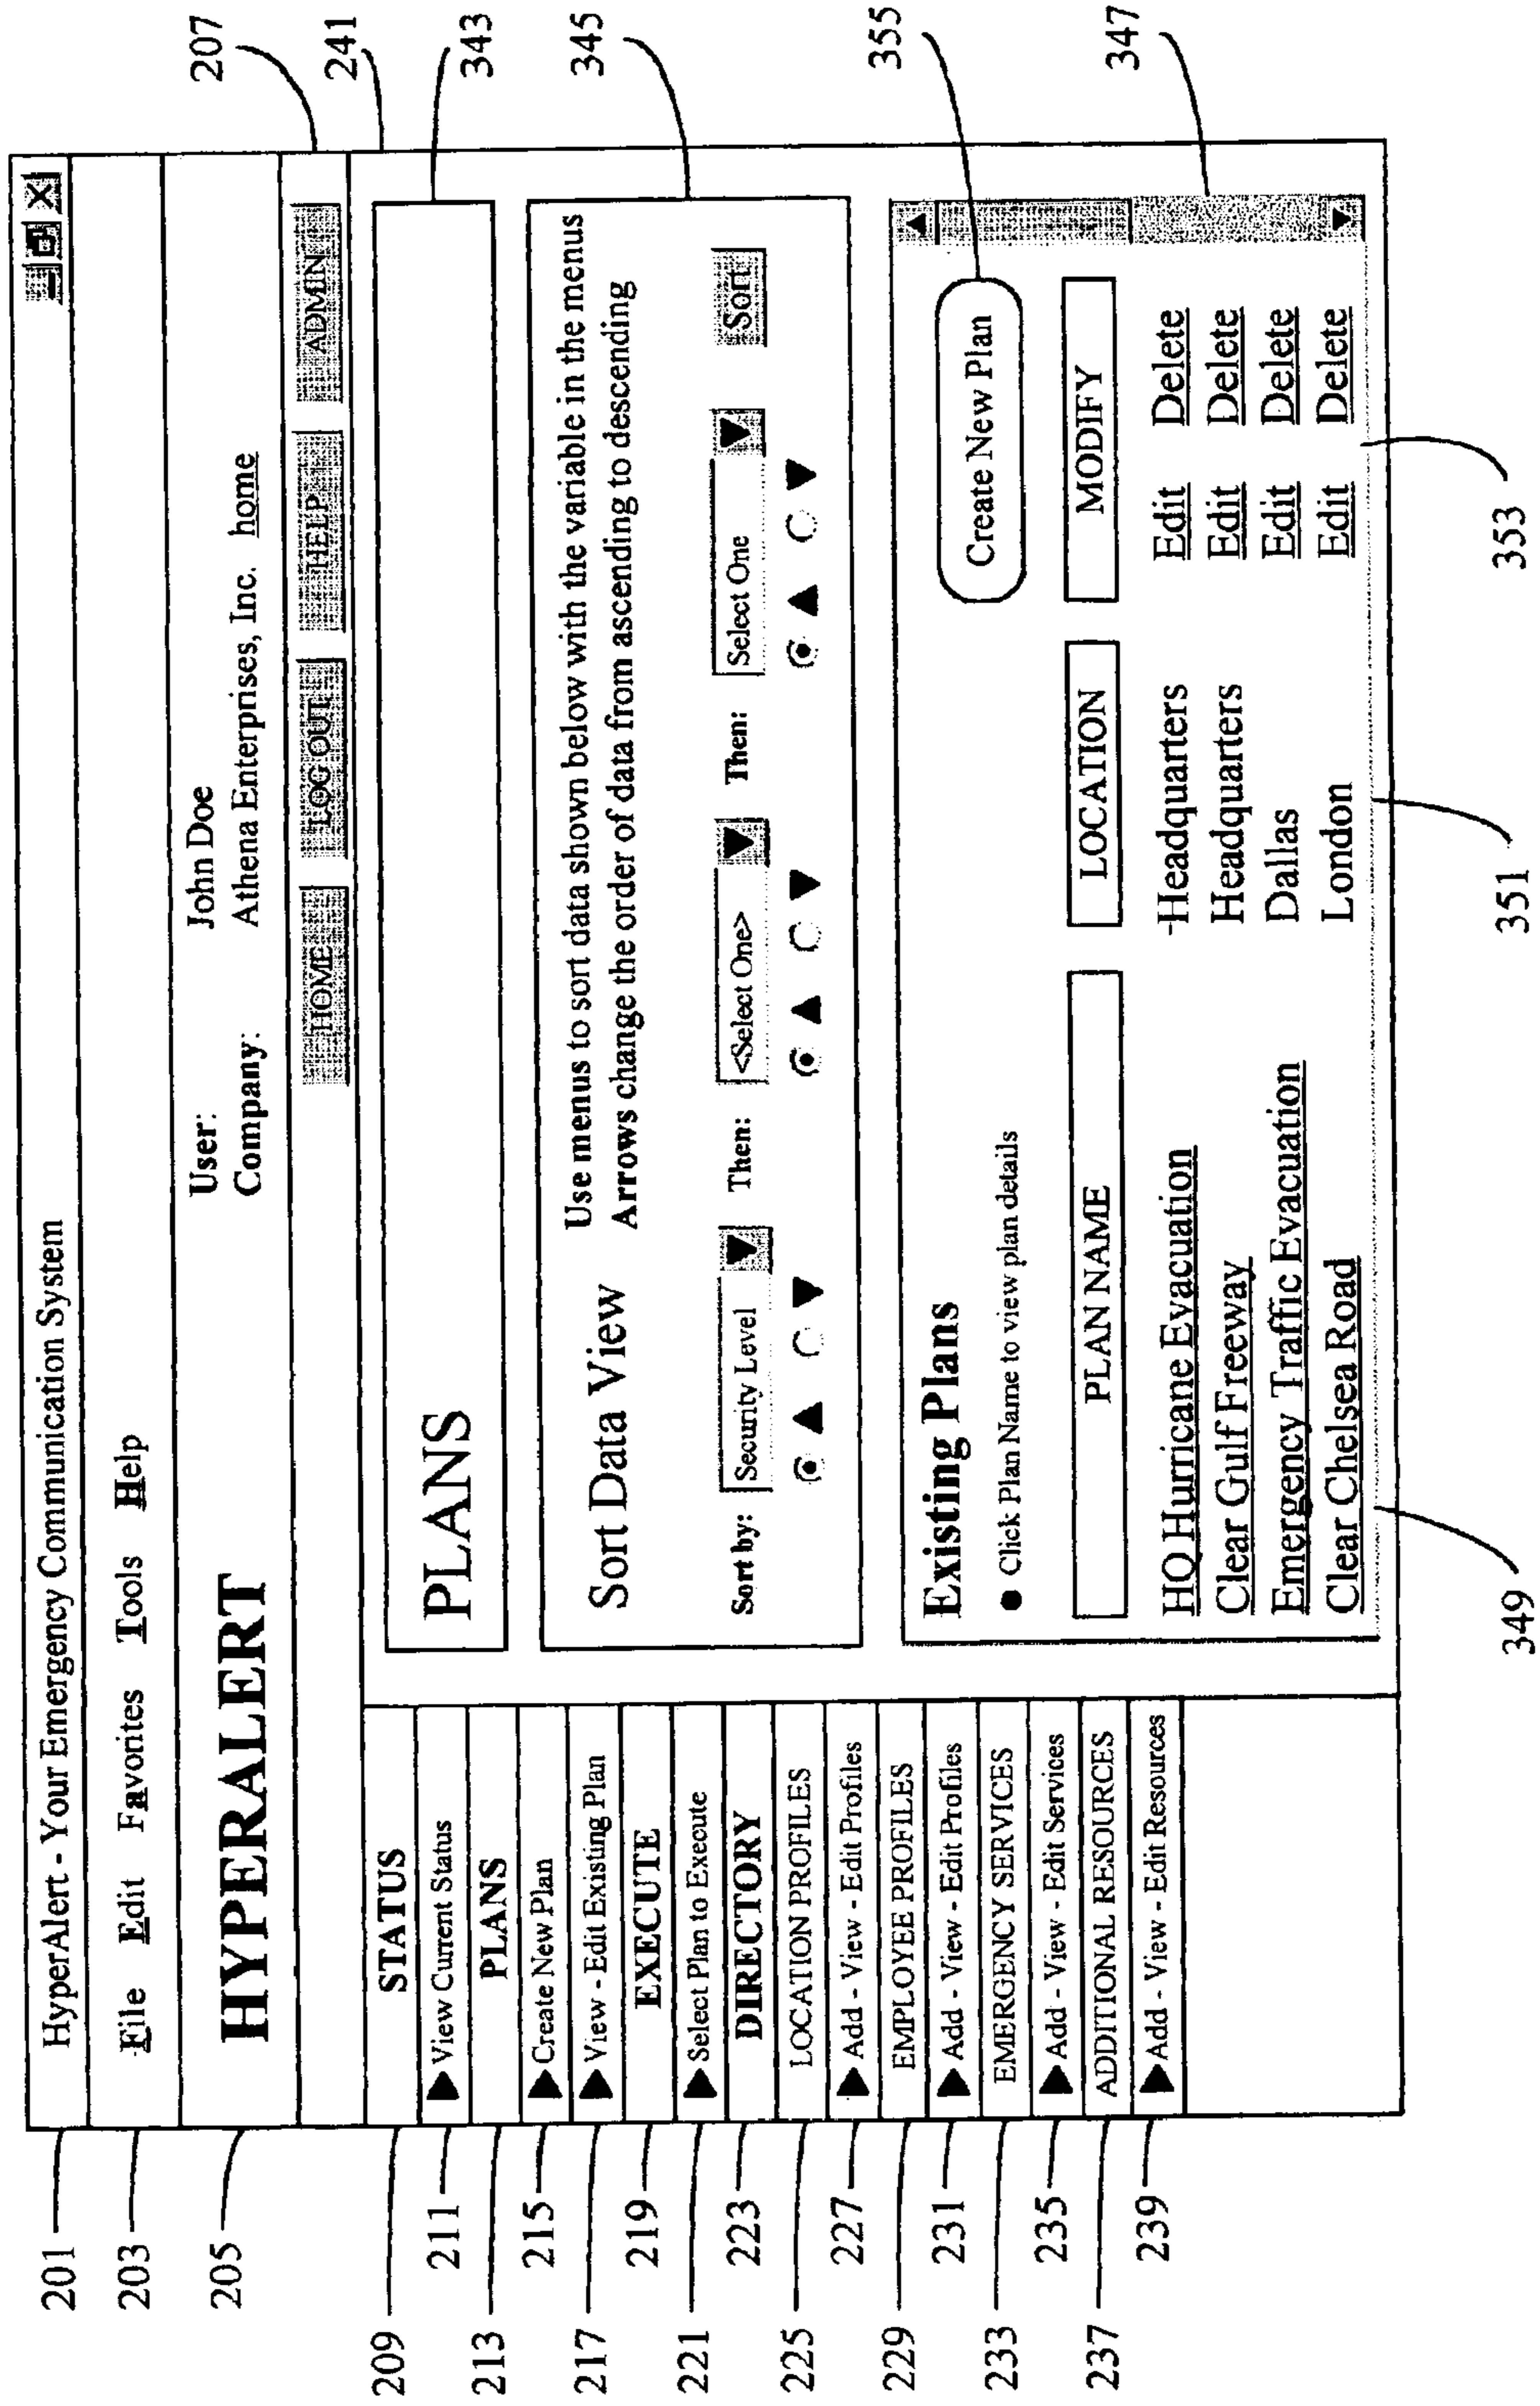 HyperAlert - Your Emergency Communication System
File Edit Favorites Tools Help
HYPERALERT
User: John Doe
Company: Athena Enterprises, Inc. home
HOME LOG OUT HELP ADMIN
STATUS
View Current Status
PLANS
Create New Plan
View - Edit Existing Plan
EXECUTE
Select Plan to Execute
DIRECTORY
LOCATION PROFILES
Add - View - Edit Profiles
EMPLOYEE PROFILES
Add - View - Edit Profiles
EMERGENCY SERVICES
Add - View - Edit Services
ADDITIONAL RESOURCES
Add - View - Edit Resources
PLANS
Sort Data View
Use menus to sort data shown below with the variable in the menus
Arrows change the order of data from ascending to descending
Sort by: Security Level Then: <Select One> Then: Select One Sort
Existing Plans
Create New Plan
● Click Plan Name to view plan details
PLAN NAME LOCATION MODIFY
HQ Hurricane Evacuation Headquarters Edit Delete
Clear Gulf Freeway Headquarters Edit Delete
Emergency Traffic Evacuation Dallas Edit Delete
Clear Chelsea Road London Edit Delete
201
203
205
209
211
213
215
217
219
221
223
225
227
229
231
233
235
237
239
207
241
343
345
355
347
349
351
353